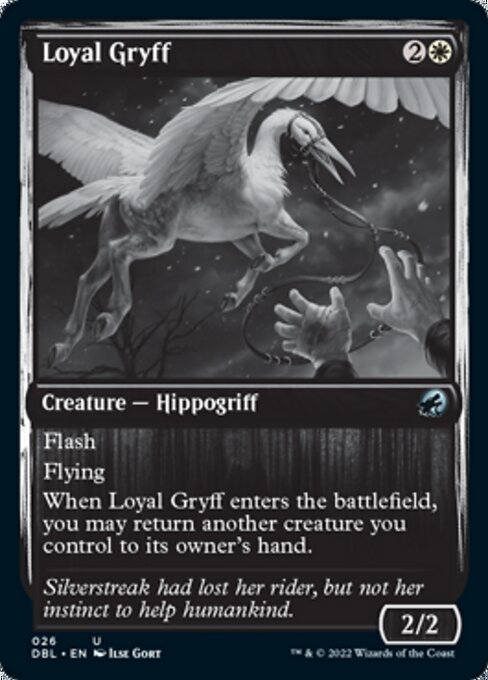 Loyal Gryff 2
Creature — Hippogriff
Flash
Flying
When Loyal Gryff enters the battlefield,
you may return another creature you
control to its owner's hand.
Silverstreak had lost her rider, but not her
instinct to help humankind.
2/2
026 U
DBL • EN Ilse Gort
™ & © 2022 Wizards of the Coast